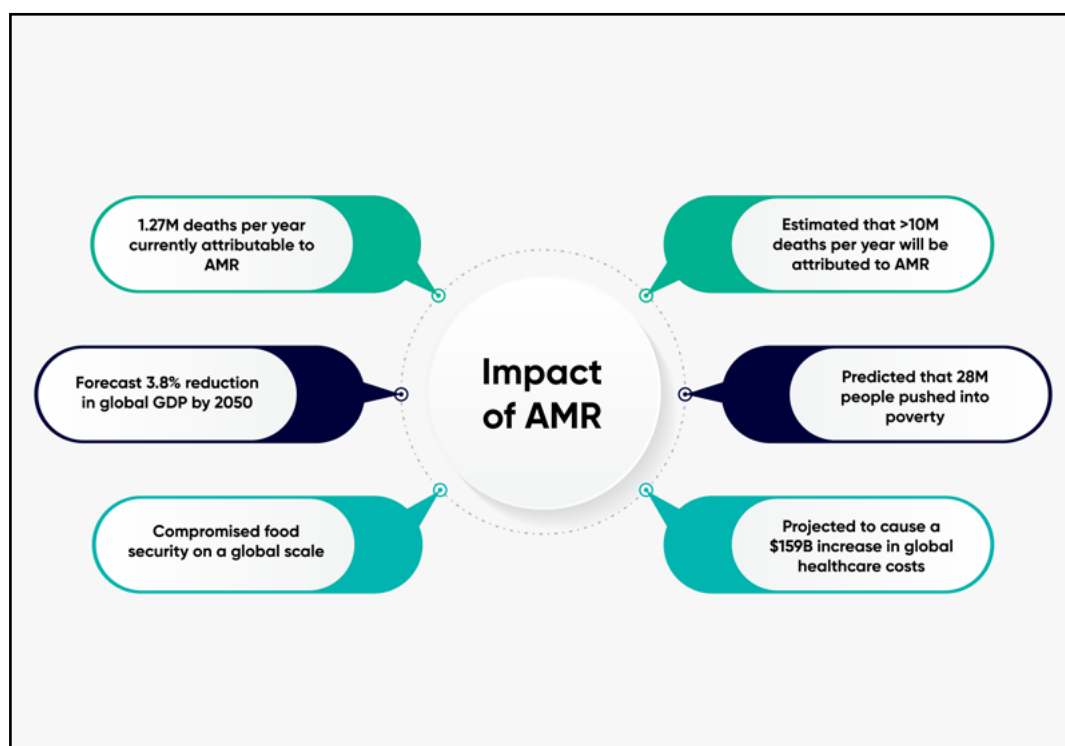 1.27M deaths per year
currently attributable to
AMR
Estimated that >10M
deaths per year will be
attributed to AMR
Forecast 3.8% reduction
in global GDP by 2050
Impact
of AMR
Predicted that 28M
people pushed into
poverty
Compromised food
security on a global scale
Projected to cause a
$159B increase in global
healthcare costs